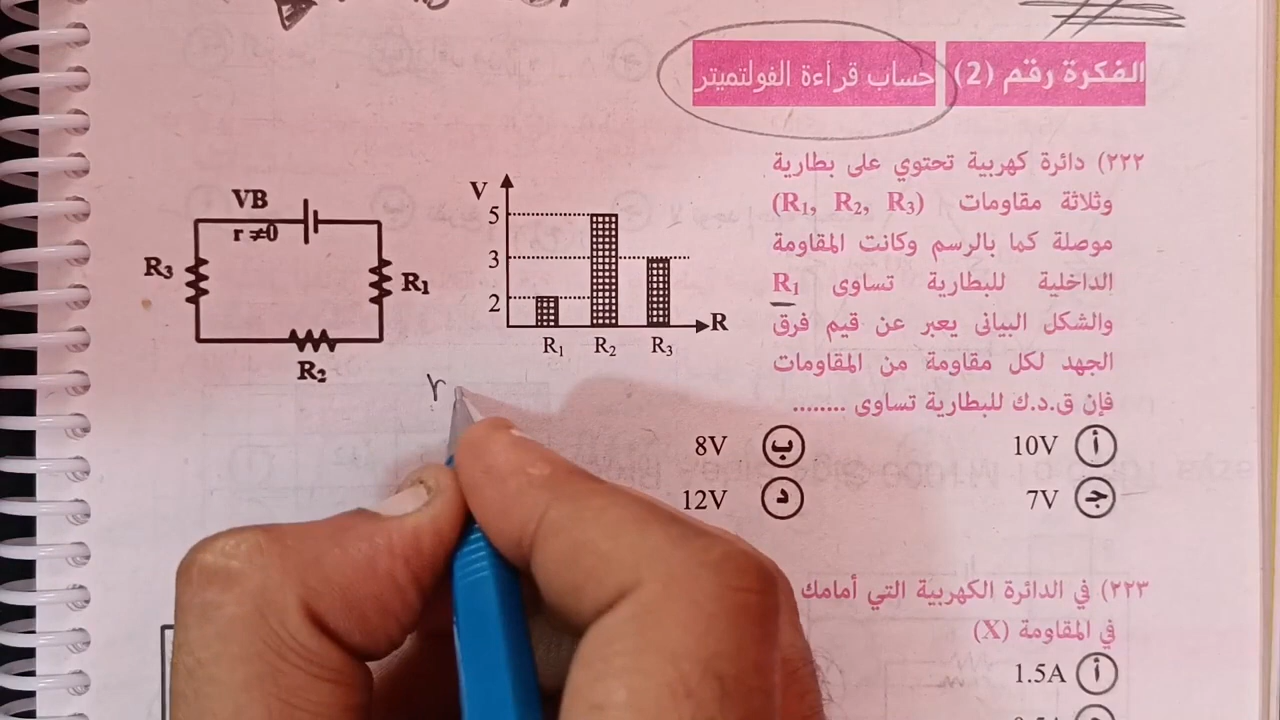 الفكرة رقم (2) حساب قراءة الفولتميتر
٢٢٢) دائرة كهربية تحتوي على بطارية
وثلاثة مقاومات (R₁, R₂, R₃)
موصلة كما بالرسم وكانت المقاومة
الداخلية للبطارية تساوى R₁
والشكل البيانى يعبر عن قيم فرق
الجهد لكل مقاومة من المقاومات
فإن ق.د.ك للبطارية تساوى ........
أ 10V ب 8V
ج 7V د 12V
VB
r ≠0
R₃
R₁
R₂
V
5
3
2
R
R₁ R₂ R₃
r
٢٢٣) في الدائرة الكهربية التي أمامك
في المقاومة (X)
أ 1.5A